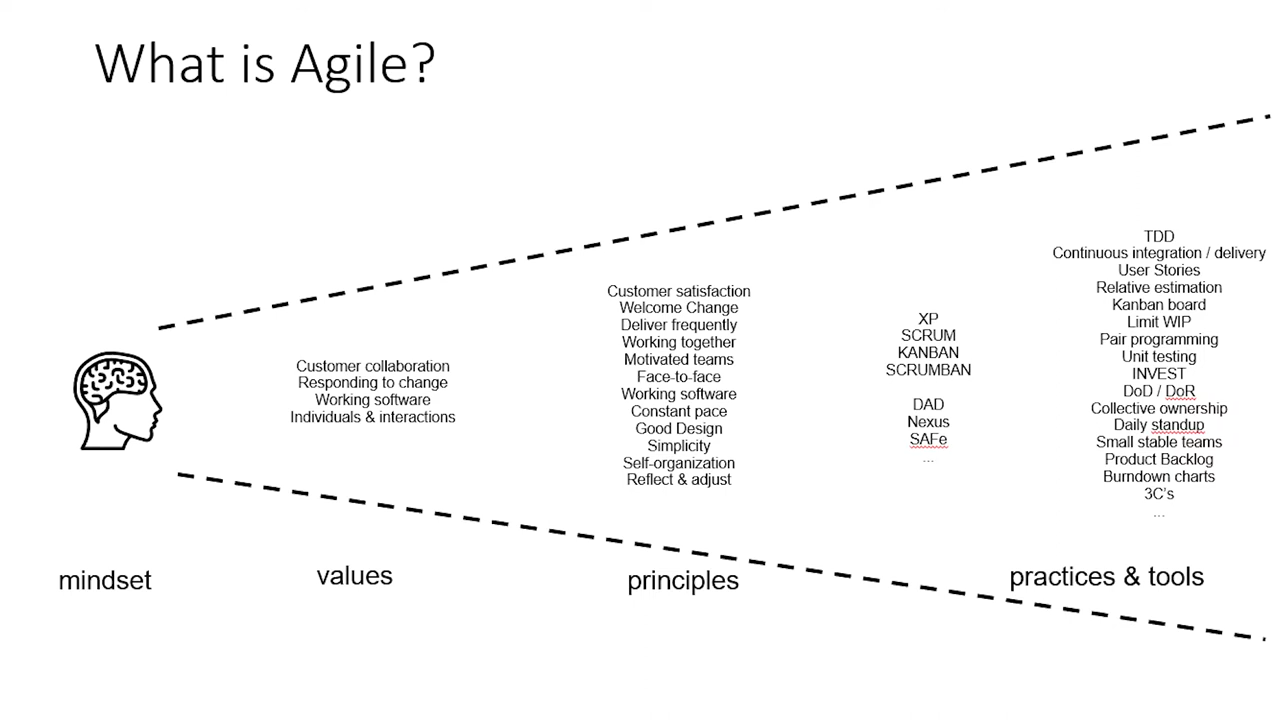 What is Agile?
mindset
Customer collaboration
Responding to change
Working software
Individuals & interactions
values
Customer satisfaction
Welcome Change
Deliver frequently
Working together
Motivated teams
Face-to-face
Working software
Constant pace
Good Design
Simplicity
Self-organization
Reflect & adjust
principles
XP
SCRUM
KANBAN
SCRUMBAN
DAD
Nexus
SAFe
...
TDD
Continuous integration / delivery
User Stories
Relative estimation
Kanban board
Limit WIP
Pair programming
Unit testing
INVEST
DoD / DoR
Collective ownership
Daily standup
Small stable teams
Product Backlog
Burndown charts
3C's
...
practices & tools